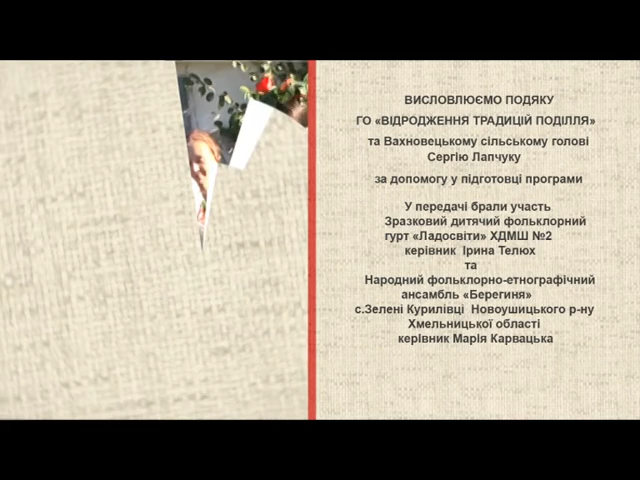 ВИСЛОВЛЮЄМО ПОДЯКУ
ГО «ВІДРОДЖЕННЯ ТРАДИЦІЙ ПОДІЛЛЯ»
та Вахновецькому сільському голові
Сергію Лапчуку
за допомогу у підготовці програми
У передачі брали участь
Зразковий дитячий фольклорний
гурт «Ладосвіти» ХДМШ №2
керівник Ірина Телюх
та
Народний фольклорно-етнографічний
ансамбль «Берегиня»
с.Зелені Курилівці Новоушицького р-ну
Хмельницької області
керівник Марія Карвацька